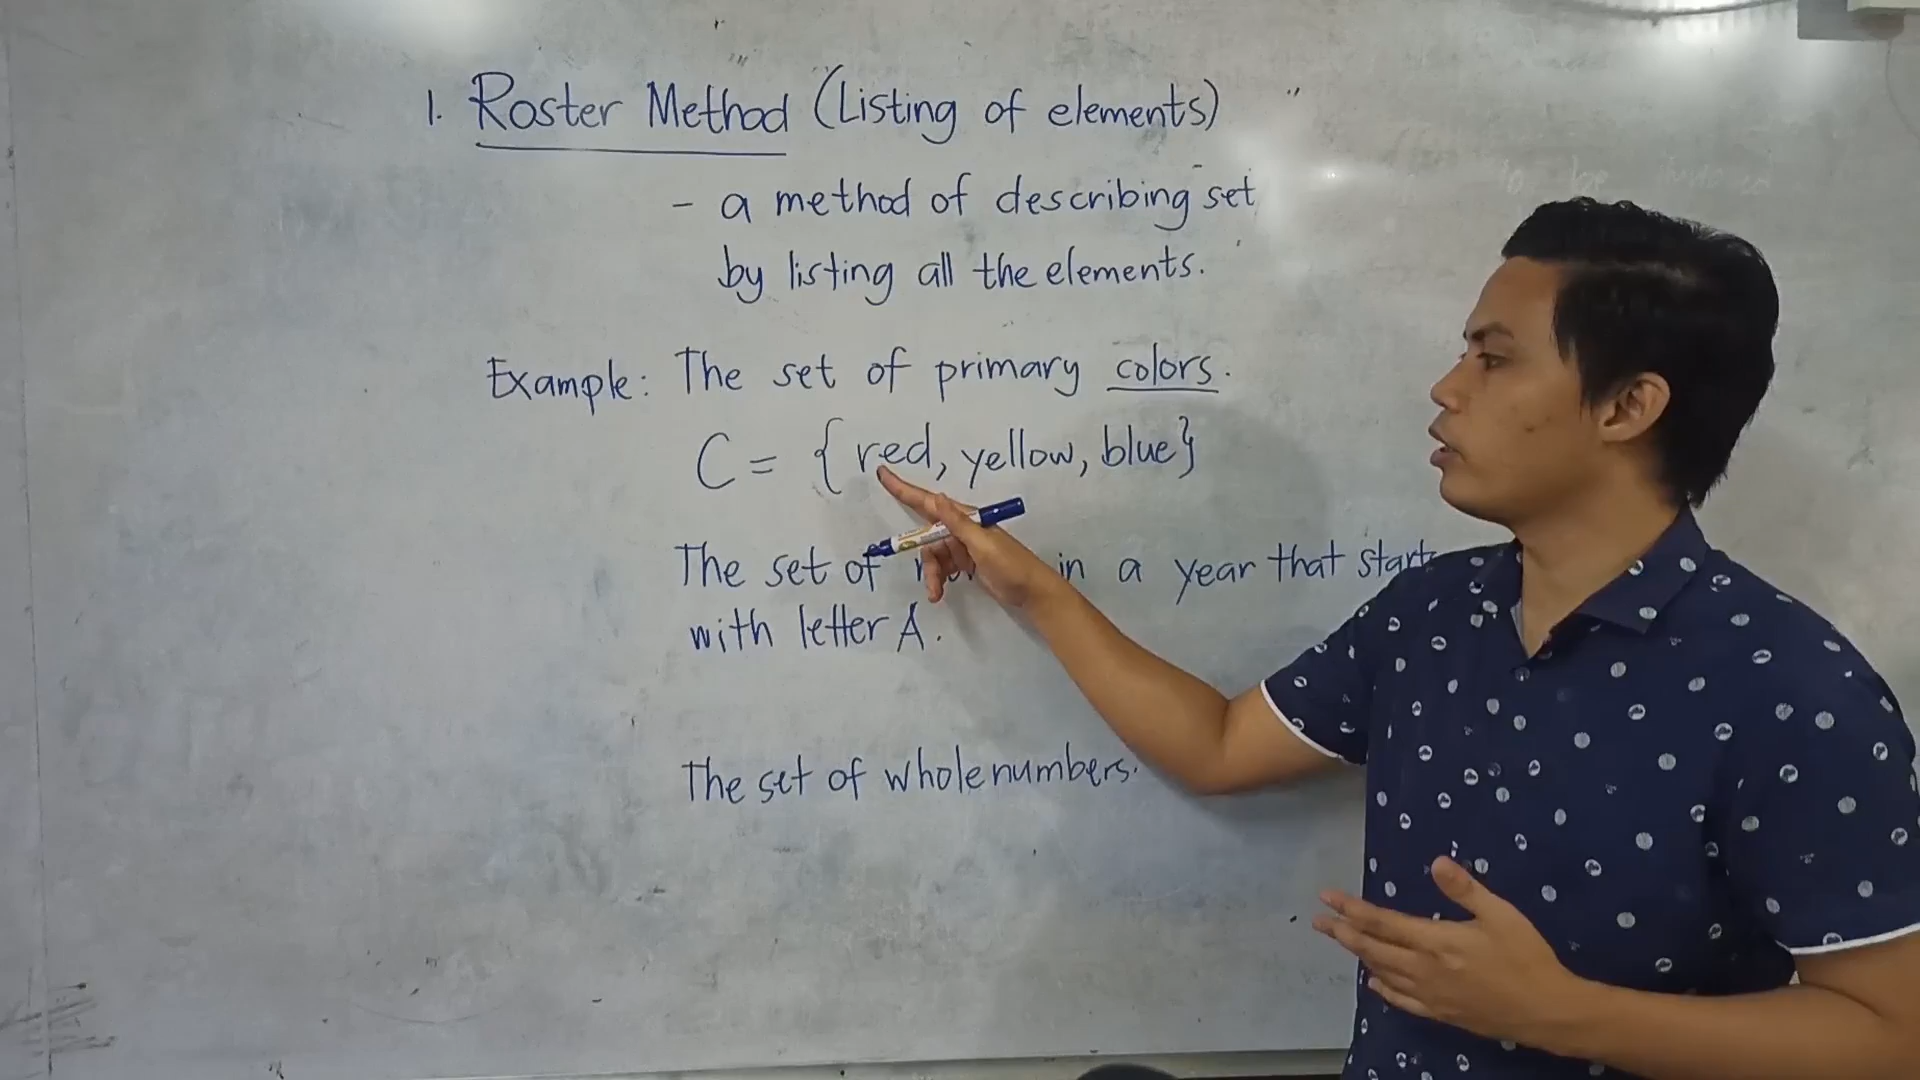 1. Roster Method (Listing of elements)
- a method of describing set
by listing all the elements.
Example: The set of primary colors.
C = {red, yellow, blue}
The set of in a year that start
with letter A.
The set of whole numbers.